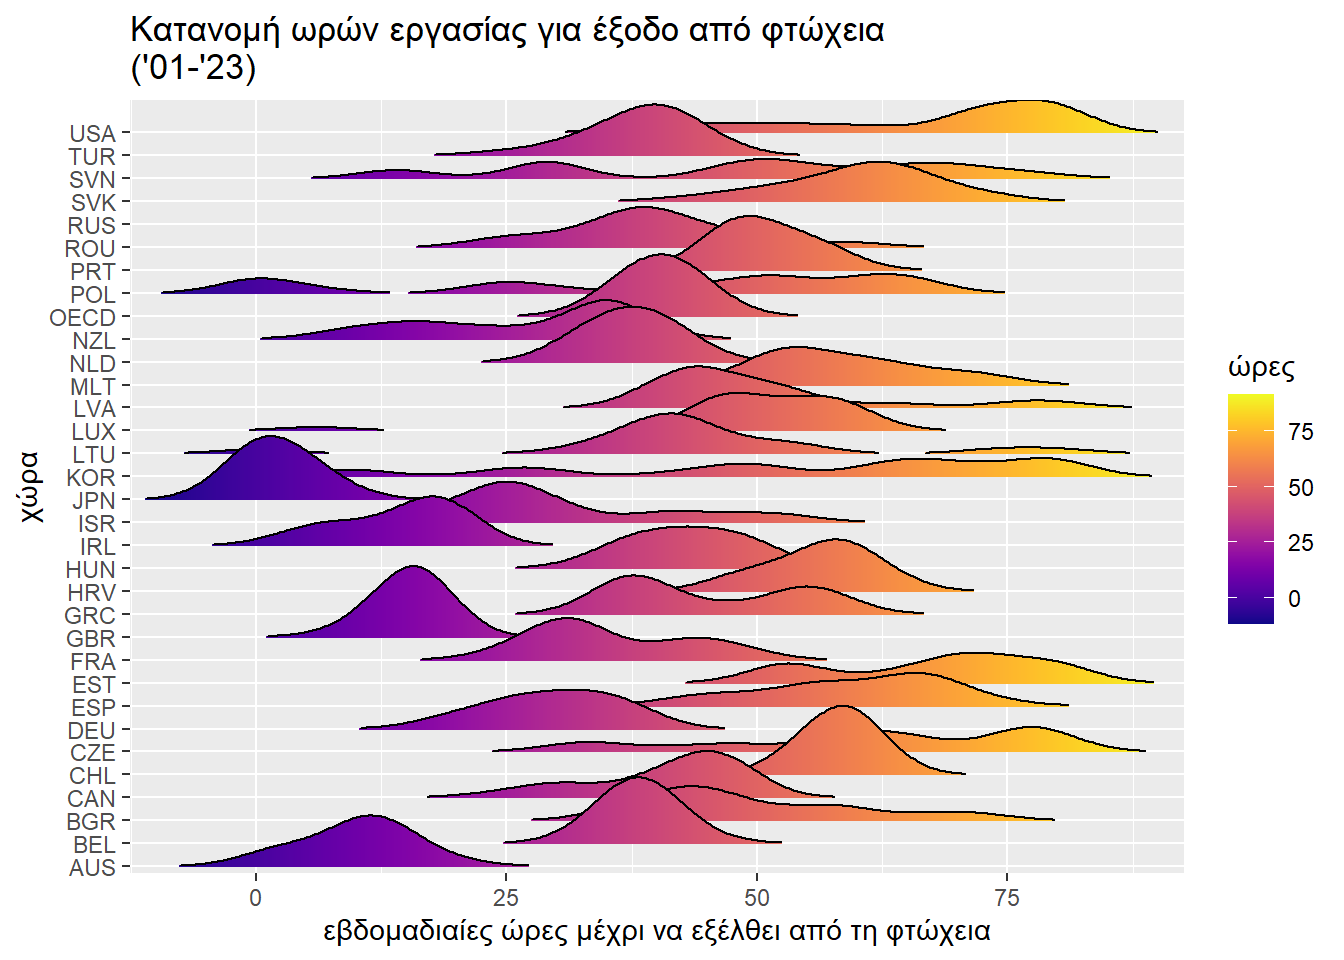 Κατανομή ωρών εργασίας για έξοδο από φτώχεια
('01-'23)
USA
TUR
SVN
SVK
RUS
ROU
PRT
POL
OECD
NZL
NLD
MLT
LVA
LUX
LTU
KOR
JPN
ISR
IRL
HUN
HRV
GRC
GBR
FRA
EST
ESP
DEU
CZE
CHL
CAN
BGR
BEL
AUS
χώρα
0 25 50 75
εβδομαδιαίες ώρες μέχρι να εξέλθει από τη φτώχεια
ώρες
75
50
25
0